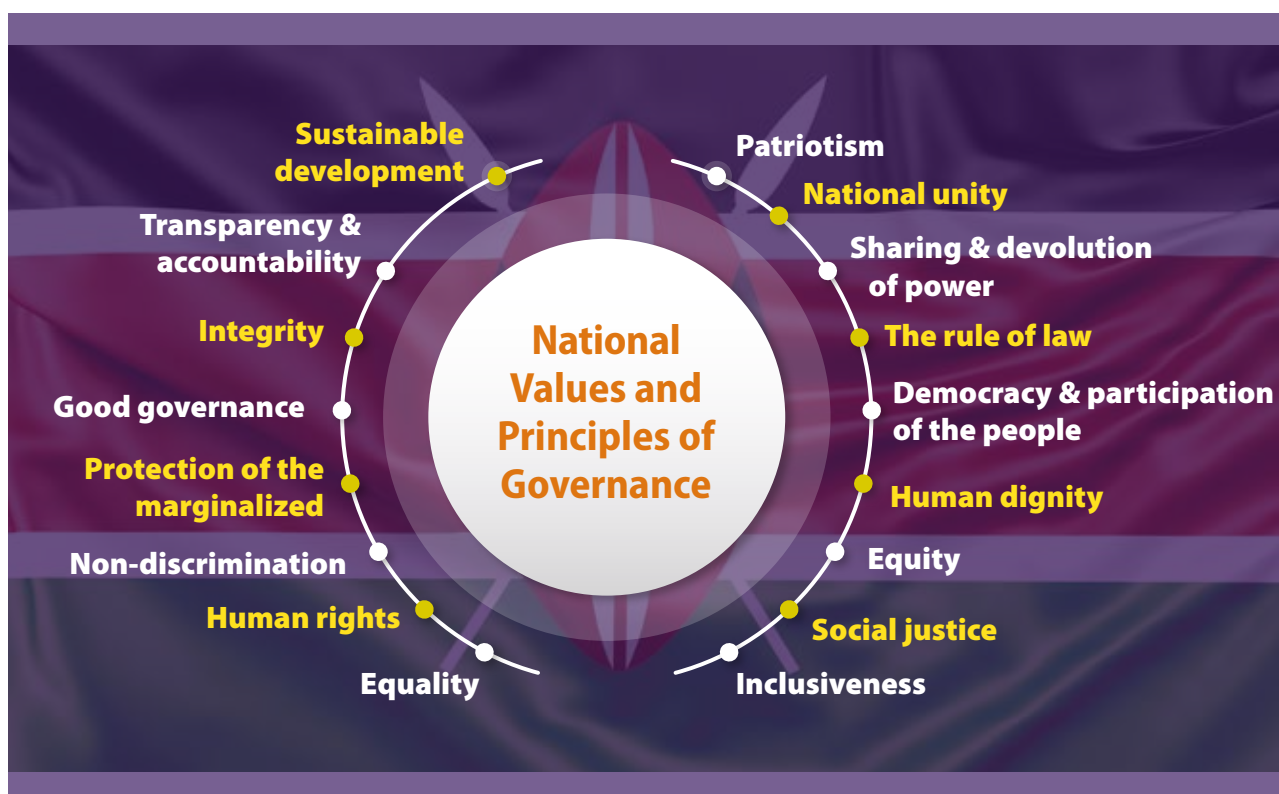 National
Values and
Principles of
Governance
Patriotism
National unity
Sharing & devolution
of power
The rule of law
Democracy & participation
of the people
Human dignity
Equity
Social justice
Inclusiveness
Equality
Human rights
Non-discrimination
Protection of the
marginalized
Good governance
Integrity
Transparency &
accountability
Sustainable
development